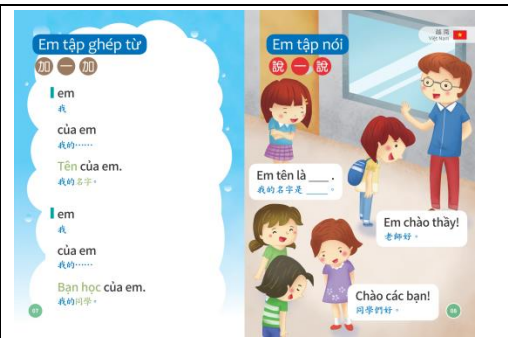 Em tập ghép từ
加一加
em
我
của em
我的……
Tên của em.
我的名字。
em
我
của em
我的……
Bạn học của em.
我的同學。
07
越南
Việt Nam
Em tập nói
說一說
Em tên là ___ .
我的名字是 ___ 。
Em chào thầy!
老師好。
Chào các bạn!
同學們好。
08